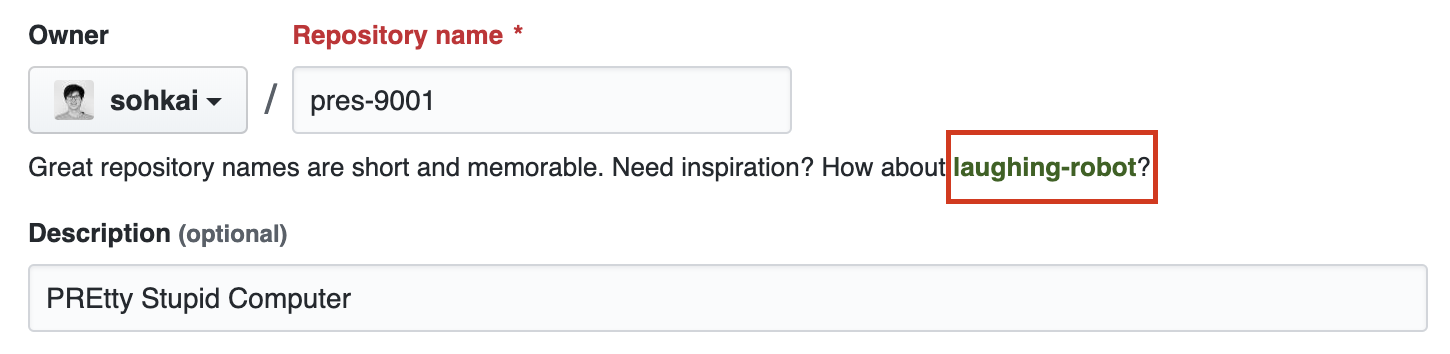 Owner Repository name *
sohkai / pres-9001
Great repository names are short and memorable. Need inspiration? How about laughing-robot?
Description (optional)
PREtty Stupid Computer